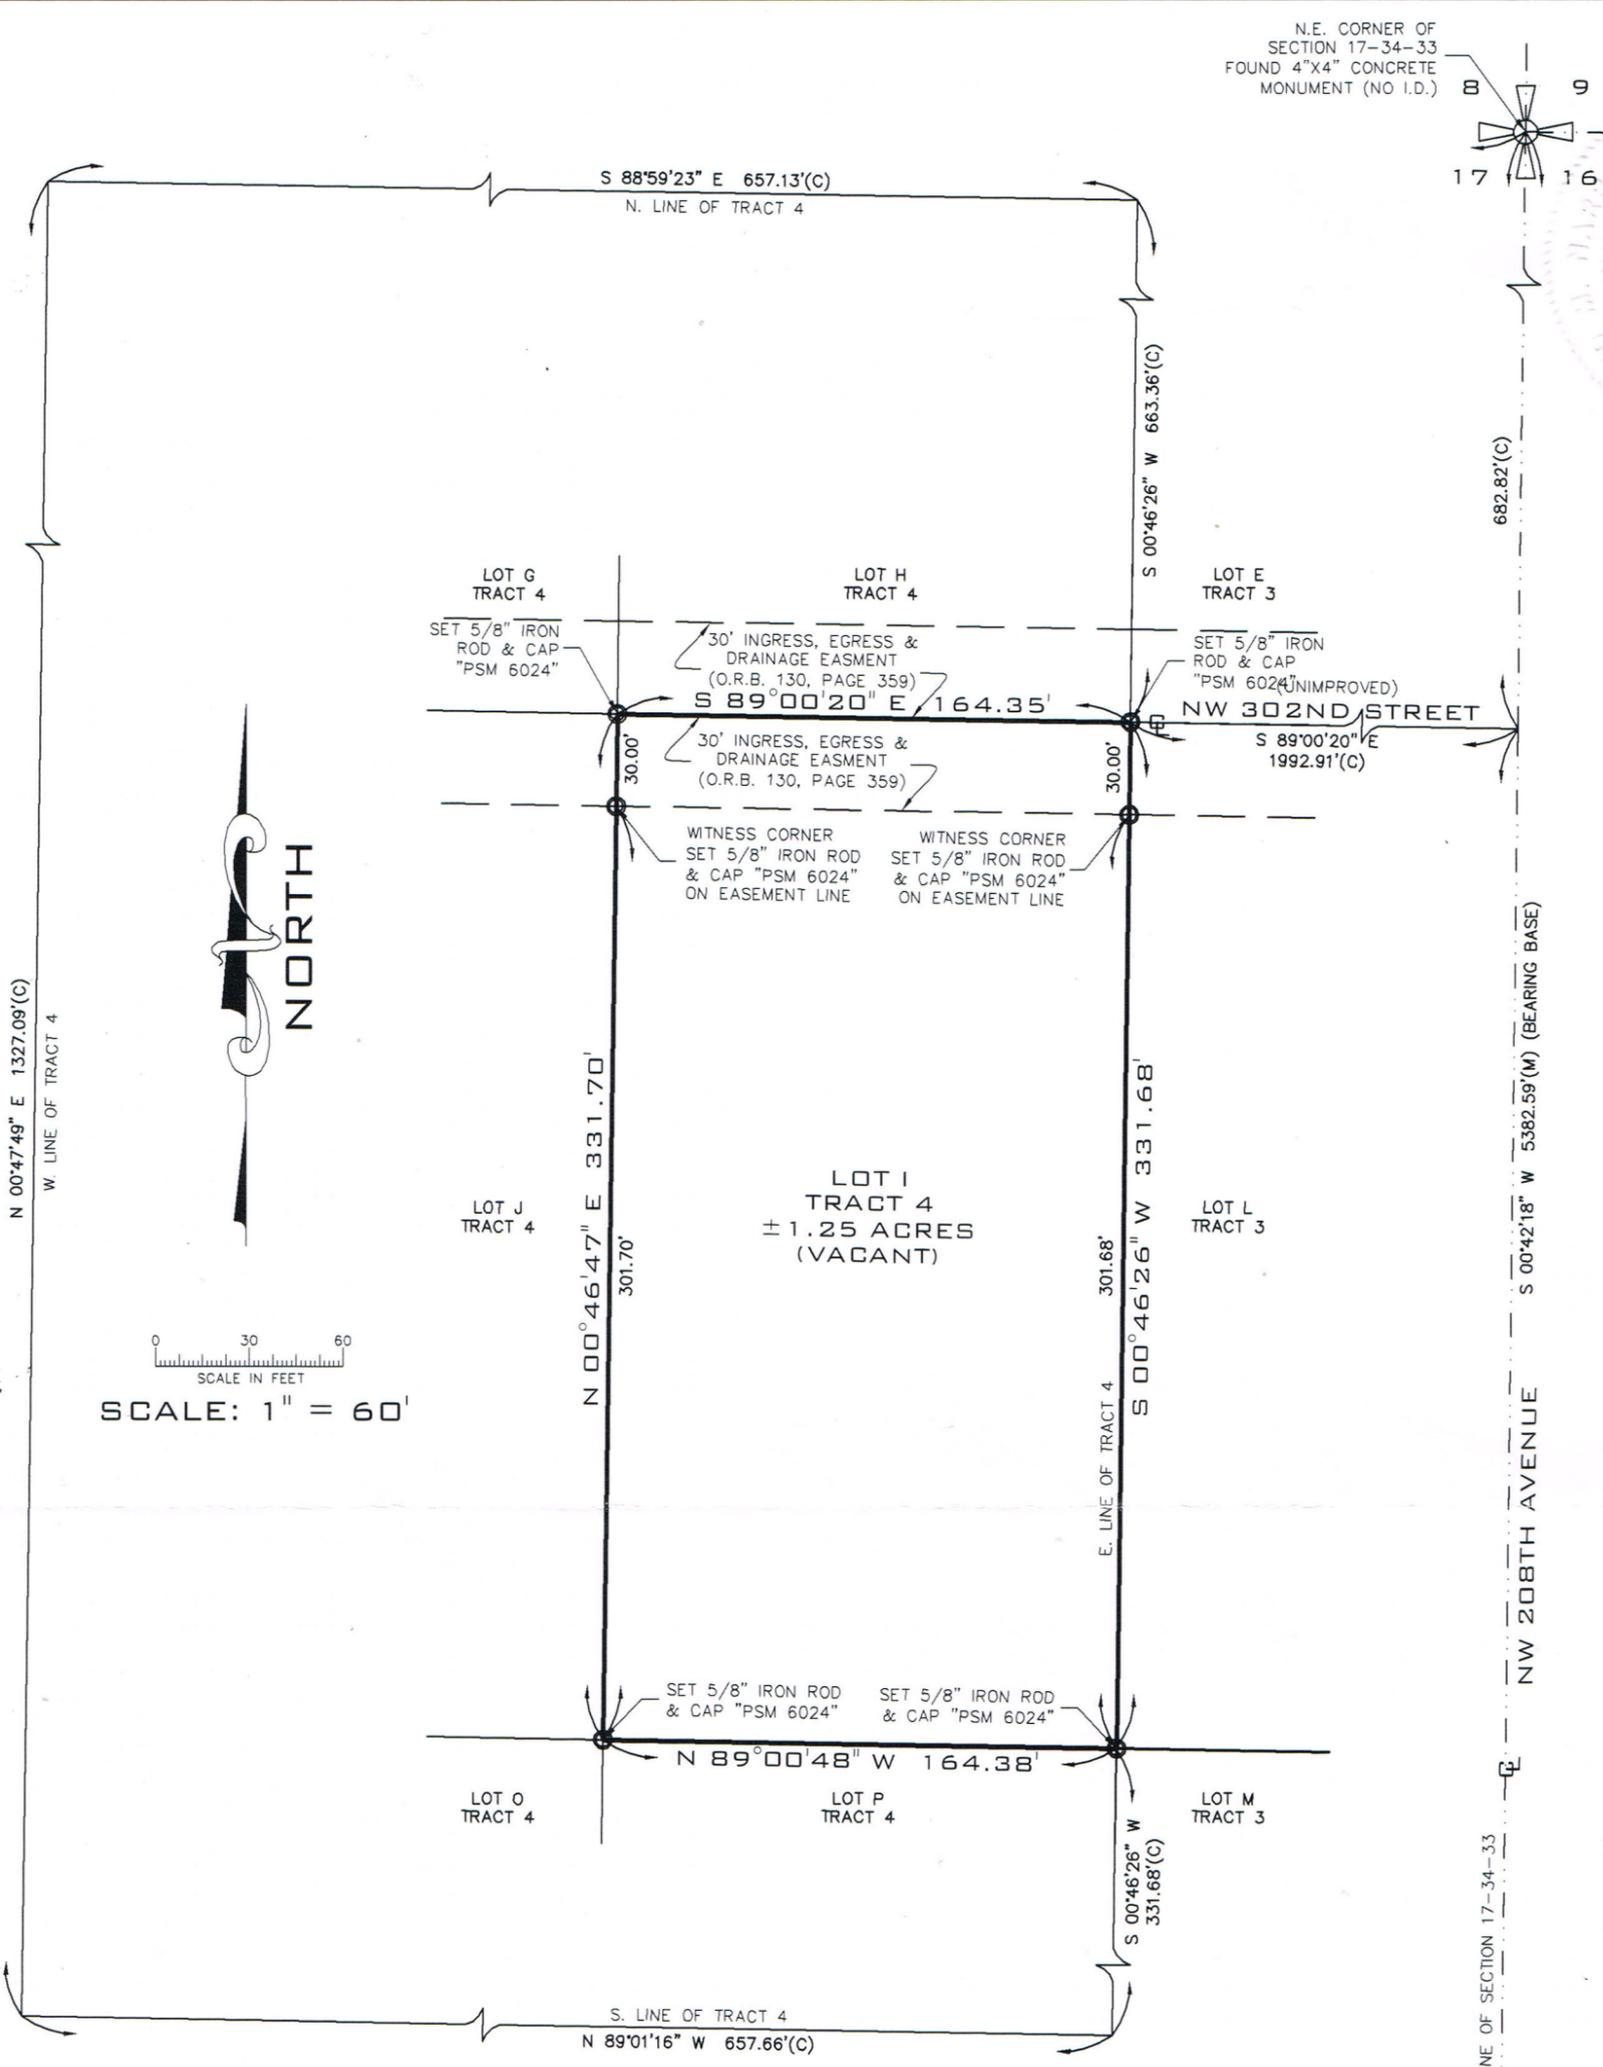 N.E. CORNER OF
SECTION 17-34-33
FOUND 4"X4" CONCRETE
MONUMENT (NO I.D.)
8
9
17
16
S 88°59'23" E 657.13'(C)
N. LINE OF TRACT 4
S 00°46'26" W 663.36'(C)
682.82'(C)
LOT G
TRACT 4
LOT H
TRACT 4
LOT E
TRACT 3
SET 5/8" IRON
ROD & CAP
"PSM 6024"
30' INGRESS, EGRESS &
DRAINAGE EASMENT
(O.R.B. 130, PAGE 359)
SET 5/8" IRON
ROD & CAP
"PSM 6024"
(UNIMPROVED)
S 89°00'20" E 164.35'
NW 302ND STREET
S 89°00'20" E
1992.91'(C)
30' INGRESS, EGRESS &
DRAINAGE EASMENT
(O.R.B. 130, PAGE 359)
30.00'
30.00'
WITNESS CORNER
SET 5/8" IRON ROD
& CAP "PSM 6024"
ON EASEMENT LINE
WITNESS CORNER
SET 5/8" IRON ROD
& CAP "PSM 6024"
ON EASEMENT LINE
NORTH
N 00°47'49" E 1327.09'(C)
W. LINE OF TRACT 4
N 00°46'47" E 331.70'
301.70'
LOT J
TRACT 4
LOT I
TRACT 4
±1.25 ACRES
(VACANT)
301.68'
S 00°46'26" W 331.68'
E. LINE OF TRACT 4
LOT L
TRACT 3
S 00°42'18" W 5382.59'(M) (BEARING BASE)
NW 208TH AVENUE
0 30 60
SCALE IN FEET
SCALE: 1" = 60'
SET 5/8" IRON ROD
& CAP "PSM 6024"
SET 5/8" IRON ROD
& CAP "PSM 6024"
N 89°00'48" W 164.38'
LOT O
TRACT 4
LOT P
TRACT 4
LOT M
TRACT 3
S 00°46'26" W
331.68'(C)
NE OF SECTION 17-34-33
S. LINE OF TRACT 4
N 89°01'16" W 657.66'(C)